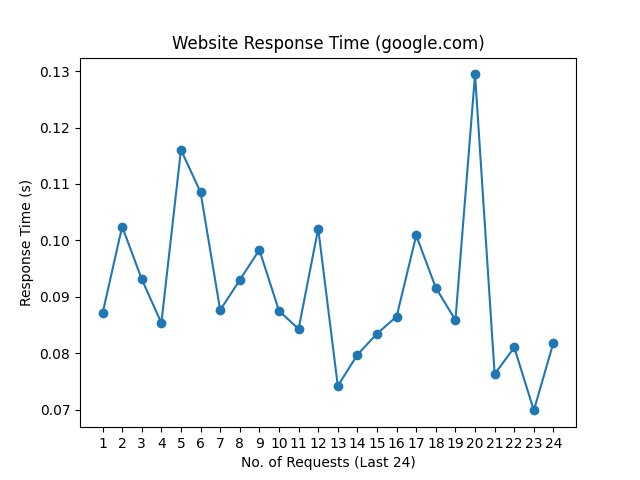 Website Response Time (google.com)
0.13
0.12
0.11
0.10
0.09
0.08
0.07
Response Time (s)
1 2 3 4 5 6 7 8 9 10 11 12 13 14 15 16 17 18 19 20 21 22 23 24
No. of Requests (Last 24)